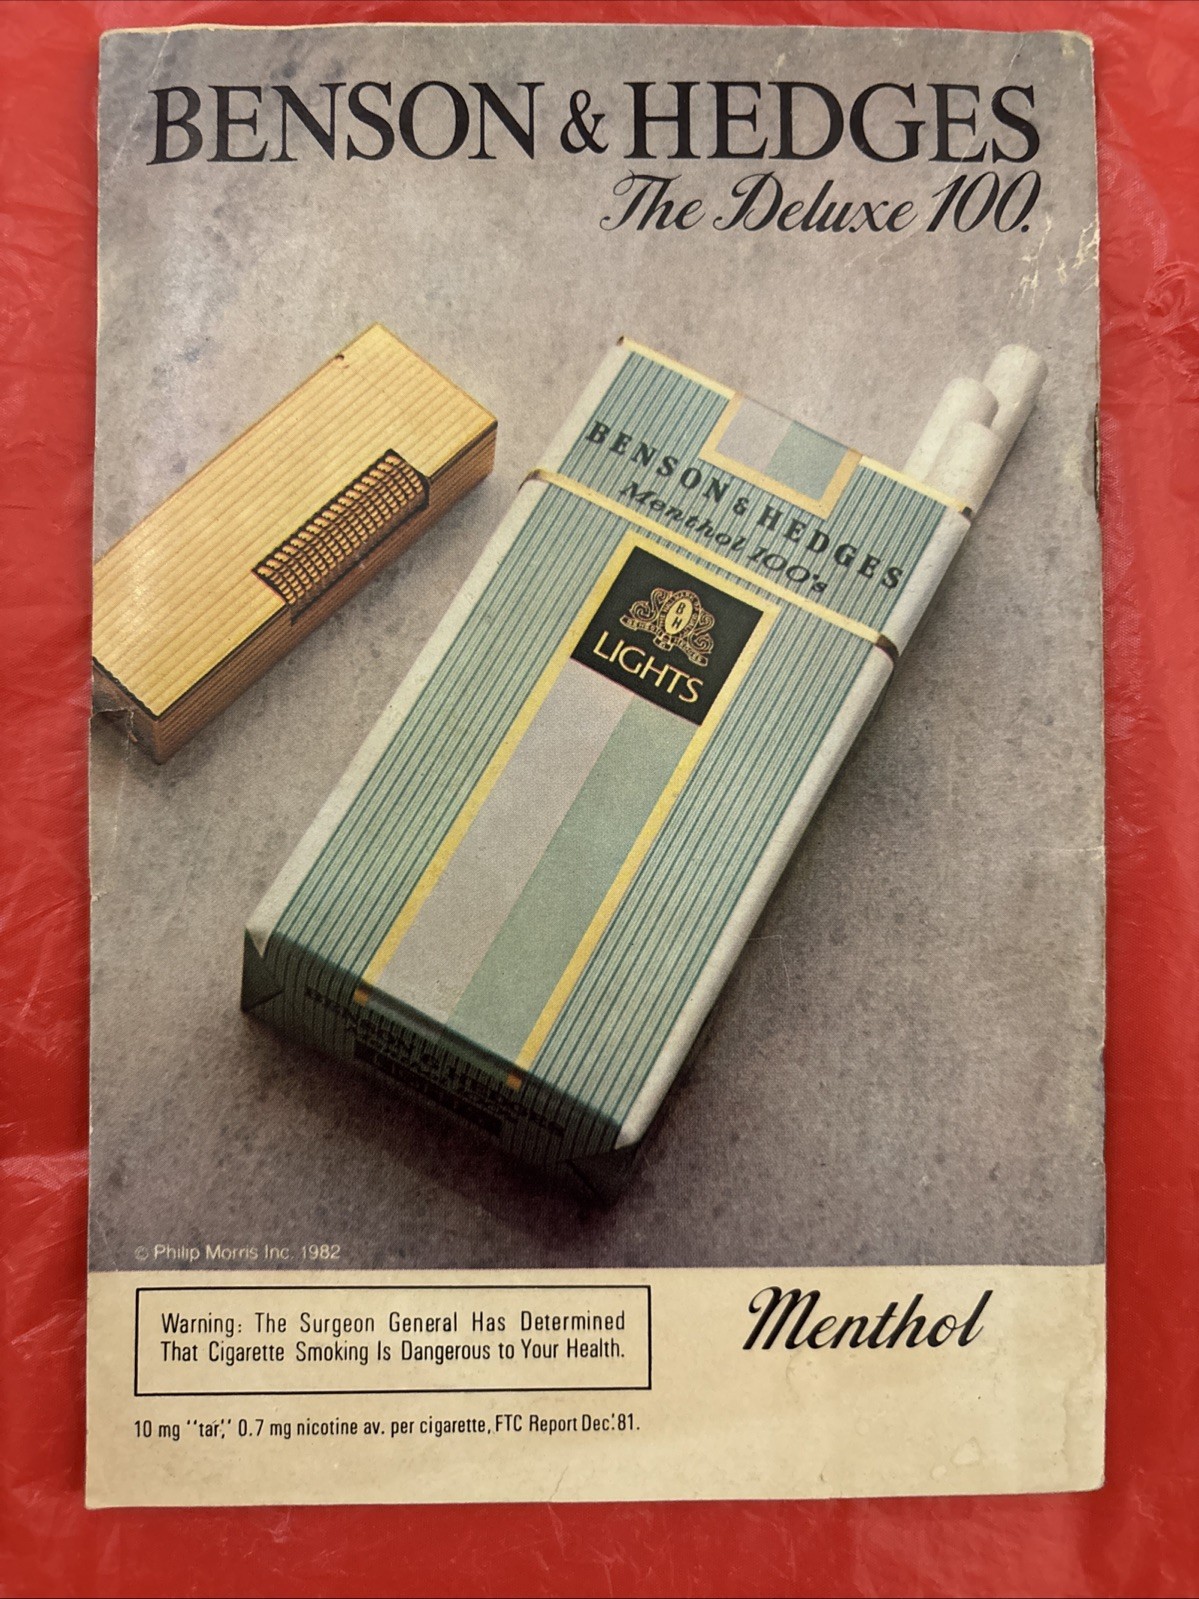 BENSON & HEDGES
The Deluxe 100.
BENSON & HEDGES
Menthol 100's
B
H
LIGHTS
BENSON & HEDGES
© Philip Morris Inc. 1982
Warning: The Surgeon General Has Determined
That Cigarette Smoking Is Dangerous to Your Health.
Menthol
10 mg "tar," 0.7 mg nicotine av. per cigarette, FTC Report Dec.'81.